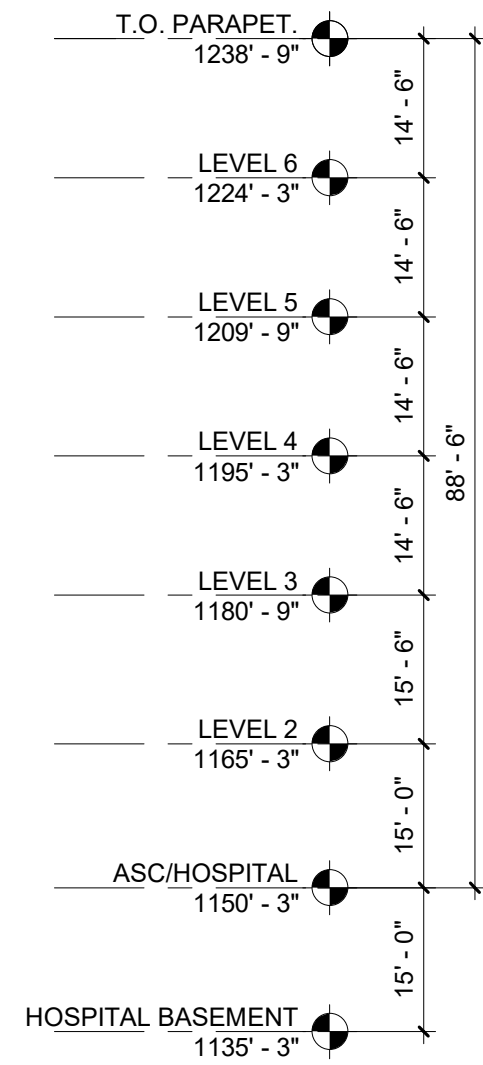 T.O. PARAPET.
1238' - 9"
14' - 6"
LEVEL 6
1224' - 3"
14' - 6"
LEVEL 5
1209' - 9"
14' - 6"
LEVEL 4
1195' - 3"
88' - 6"
14' - 6"
LEVEL 3
1180' - 9"
15' - 6"
LEVEL 2
1165' - 3"
15' - 0"
ASC/HOSPITAL
1150' - 3"
15' - 0"
HOSPITAL BASEMENT
1135' - 3"